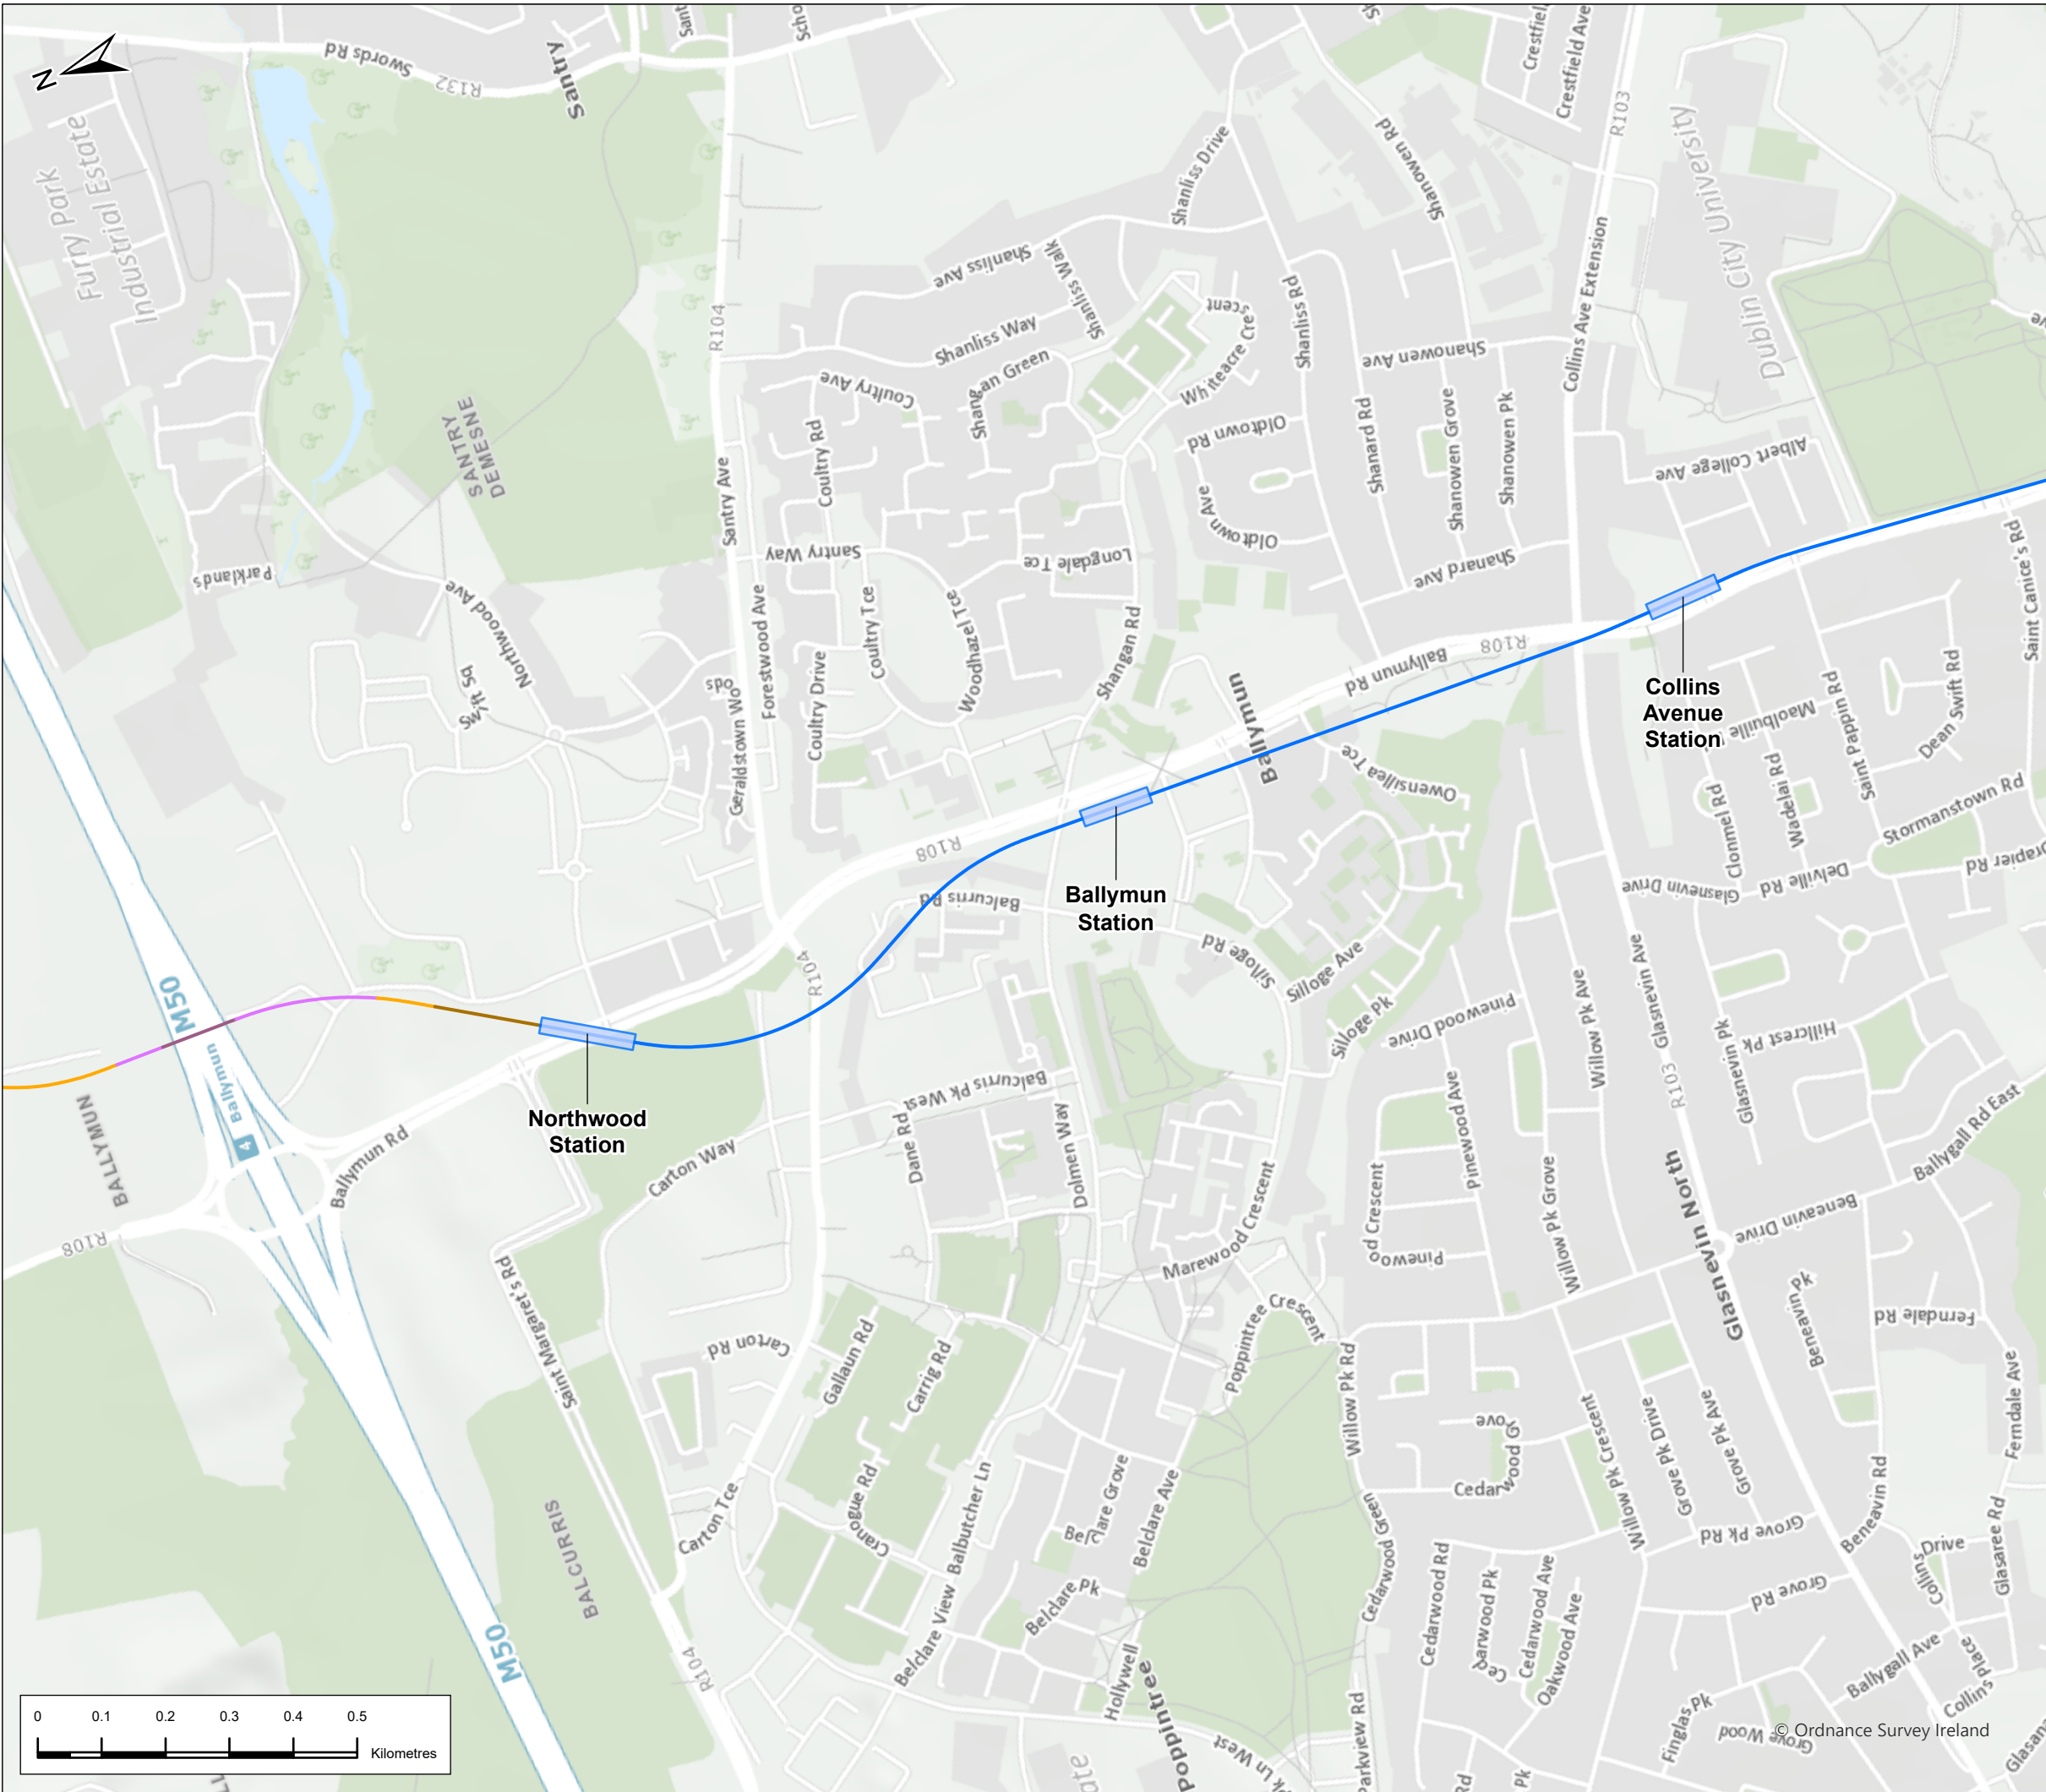 N
Swords Rd
R132
Santry
Furry Park
Industrial Estate
Shanliss Drive
Shanowen Rd
Crestfield Ave
R103
Dublin City University
Collins Ave Extension
R104
Shanliss Ave
Shanliss Walk
Shanliss Way
Shangan Green
Whiteacre Crescent
Shanliss Rd
Shanowen Ave
Coultry Ave
Coultry Rd
Oldtown Rd
Oldtown Ave
Shanard Rd
Shanowen Grove
Shanowen Pk
Albert College Ave
SANTRY
DEMESNE
Santry Ave
Santry Way
Longdale Tce
Shanard Ave
Saint Canice's Rd
Parklands
Northwood Ave
Swift Sq
Geraldstown Woods
Forestwood Ave
Coultry Drive
Coultry Tce
Woodhazel Tce
Shangan Rd
Ballymun
Ballymun Rd
R108
Collins
Avenue
Station
Maolbuille
Saint Pappin Rd
Dean Swift Rd
Owensillea Tce
Wadelai Rd
Clonmel Rd
Stormanstown Rd
Delville Rd
Glasnevin Drive
R108
Balcurris Rd
Ballymun
Station
Silloge Rd
Silloge Ave
Silloge Pk
Pinewood Drive
Willow Pk Ave
Glasnevin Ave
R103
Glasnevin Pk
Hillcrest Pk
M50
Ballymun
4
R104
Northwood
Station
Balcurris Pk West
Dane Rd
Dolmen Way
Carton Way
Pinewood Ave
BALLYMUN
Ballymun Rd
R108
Saint Margaret's Rd
Marewood Crescent
Pinewood Crescent
Willow Pk Grove
Glasnevin North
Beneavin Drive
Ballygall Rd East
Beneavin Pk
Ferndale Rd
Ferndale Ave
Carton Rd
Gallaun Rd
Carrig Rd
Poppintree Crescent
Willow Pk Rd
Cedarwood Grove
Willow Pk Crescent
Grove Pk Drive
Grove Pk Ave
Beneavin Rd
Grove Pk Rd
Carton Tce
Cranogue Rd
Balbutcher Ln
Belclare View
Belclare Grove
Belclare Ave
Belclare Pk
Cedarwood Green
Cedarwood Rd
Cedarwood Pk
Cedarwood Ave
Oakwood Ave
Grove Rd
Collins Drive
Glasaree Rd
Ballygall Ave
Collins Place
BALCURRIS
M50
R104
Hollywell
Poppintree
Parkview Rd
Finglas Pk
Grove Wood
0 0.1 0.2 0.3 0.4 0.5
Kilometres
© Ordnance Survey Ireland